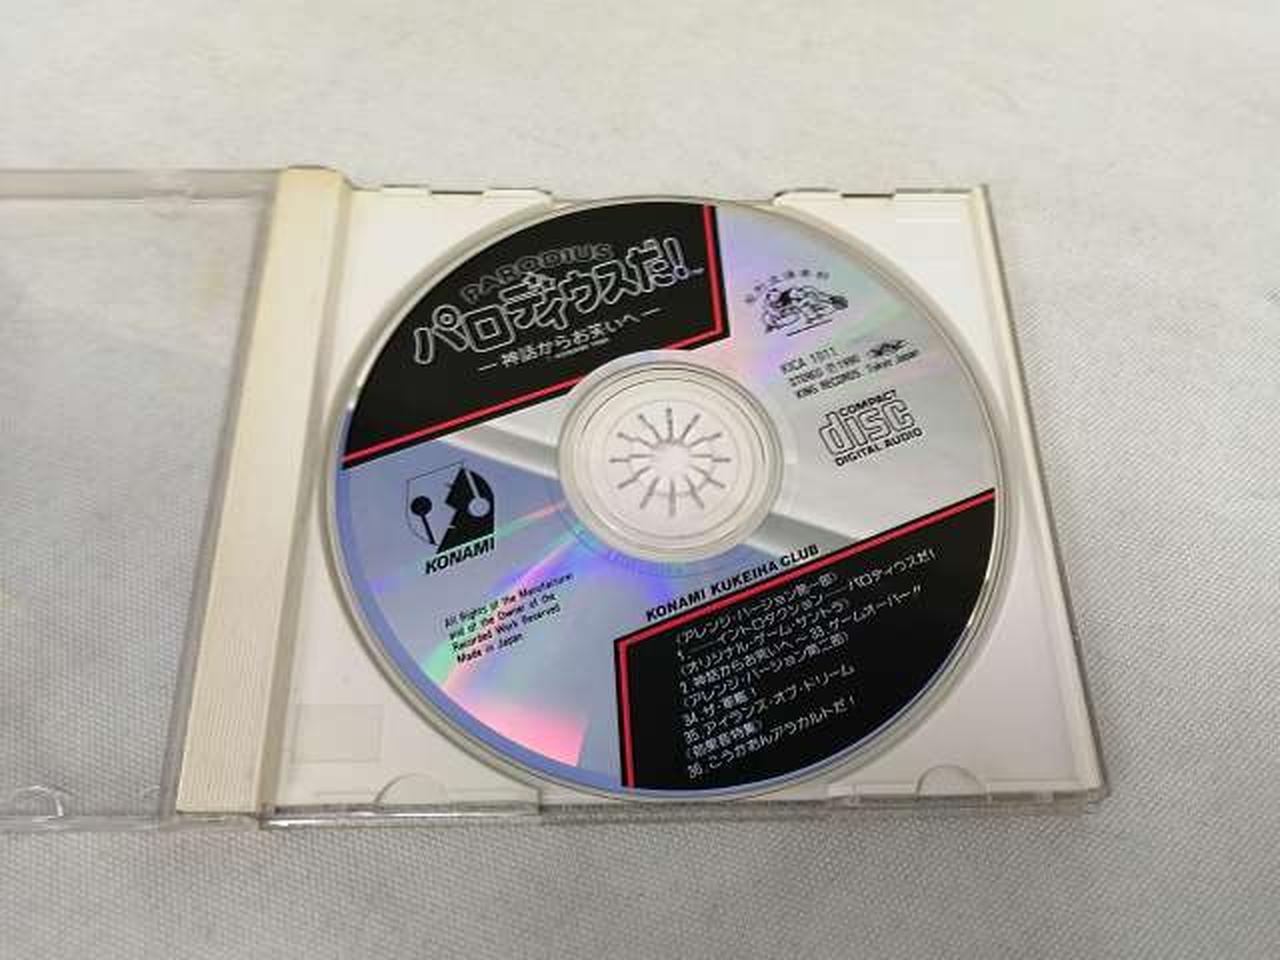 PARODIUS
パロディウスだ!
―神話からお笑いへ―
KICA 1011
STEREO Ⓟ1990
KING RECORDS. Tokyo Japan
COMPACT
disc
DIGITAL AUDIO
KONAMI
All Rights of the Manufacturer
and of the Owner of the
Recorded Work Reserved
Made in Japan
KONAMI KUKEIHA CLUB
(アレンジ・バージョン第一部)
1.――イントロダクション――パロディウスだ!
(オリジナル・ゲーム・サントラ)
2.神話からお笑いへ〜33.ゲームオーバー"
(アレンジ・バージョン第二部)
34.ザ・軍艦!
35.アイランズ・オブ・ドリーム
(効果音特集)
36.こうかおんアラカルトだ!